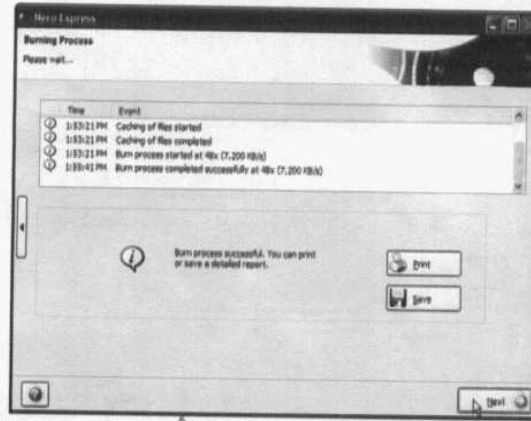 Nero Express
Burning Process
Please wait...
Time Event
1:53:21 PM Caching of files started
1:53:21 PM Caching of files completed
1:53:21 PM Burn process started at 48x (7,200 KB/s)
1:55:41 PM Burn process completed successfully at 48x (7,200 KB/s)
Burn process successful. You can print
or save a detailed report.
Print
Save
Next